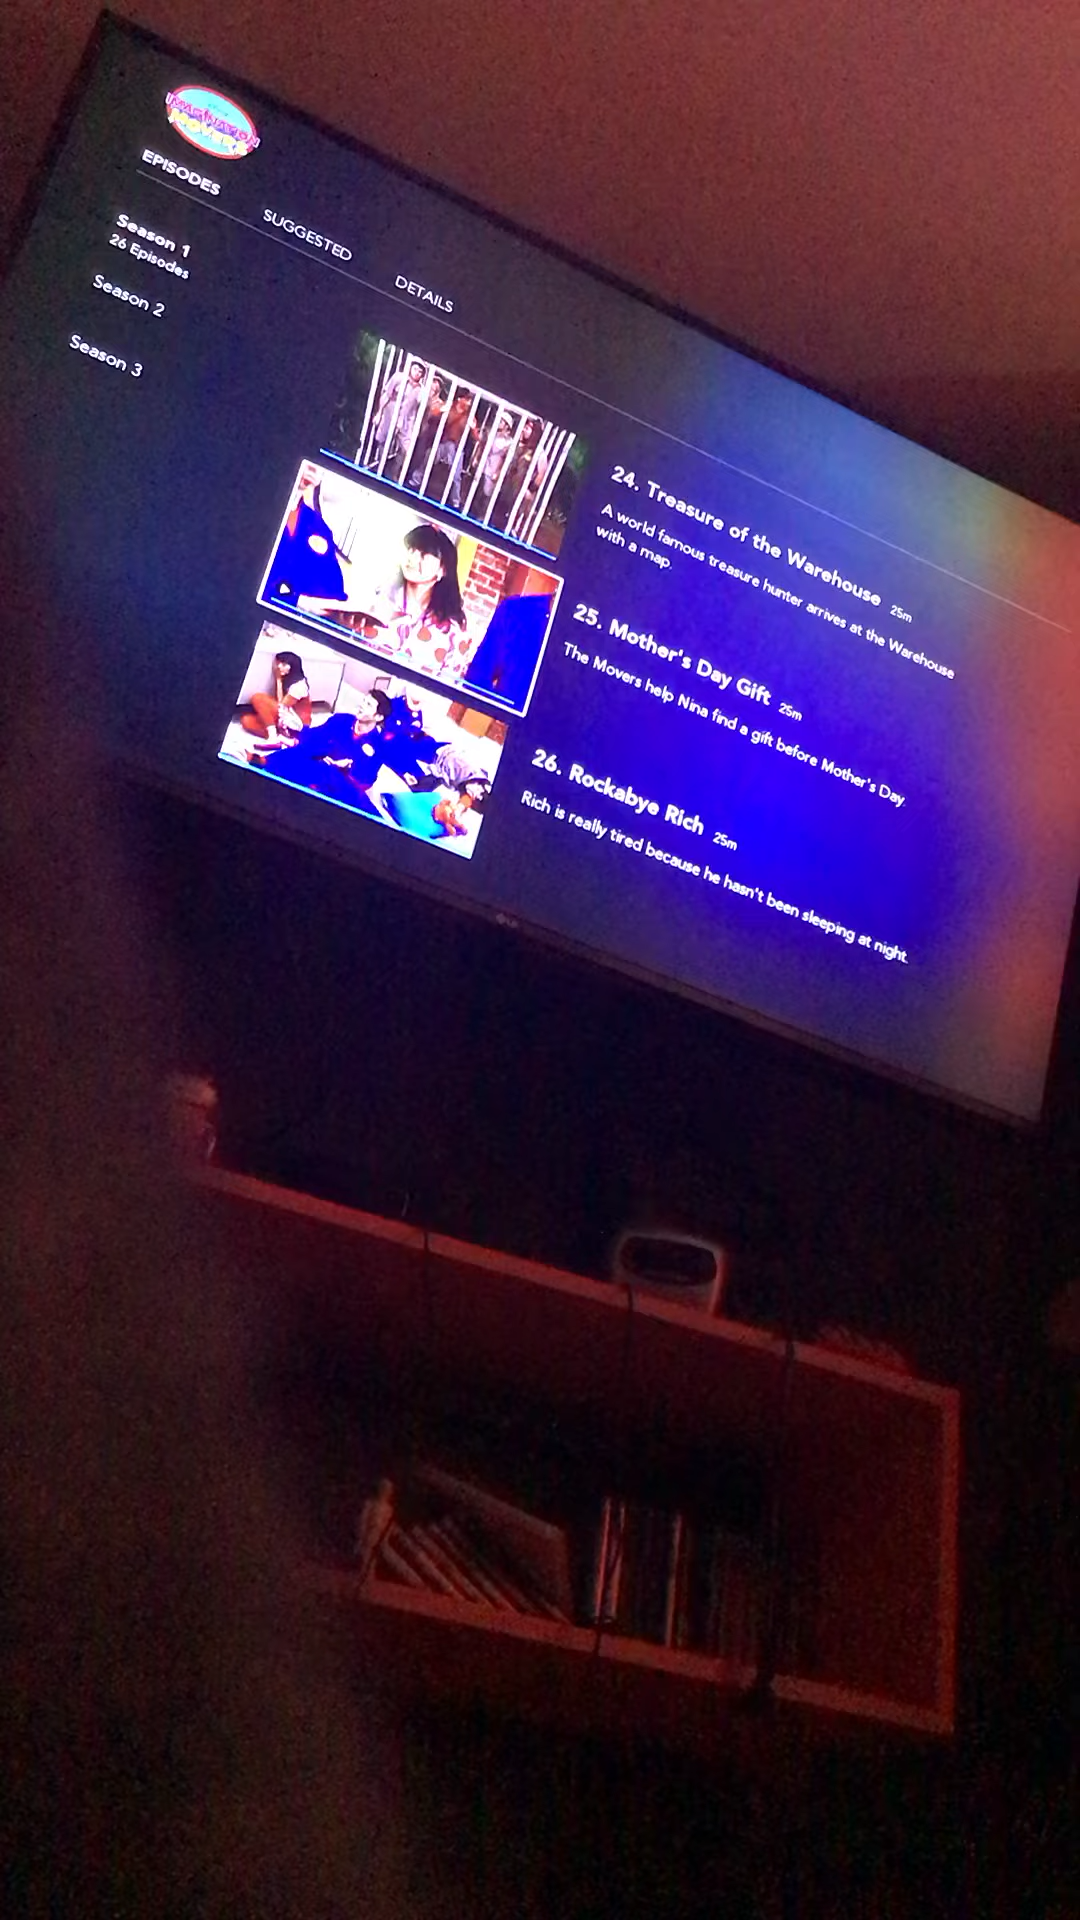 IMAGINATION
MOVERS
EPISODES
SUGGESTED
DETAILS
Season 1
26 Episodes
Season 2
Season 3
24. Treasure of the Warehouse 25m
A world famous treasure hunter arrives at the Warehouse
with a map.
25. Mother's Day Gift 25m
The Movers help Nina find a gift before Mother's Day.
26. Rockabye Rich 25m
Rich is really tired because he hasn't been sleeping at night.